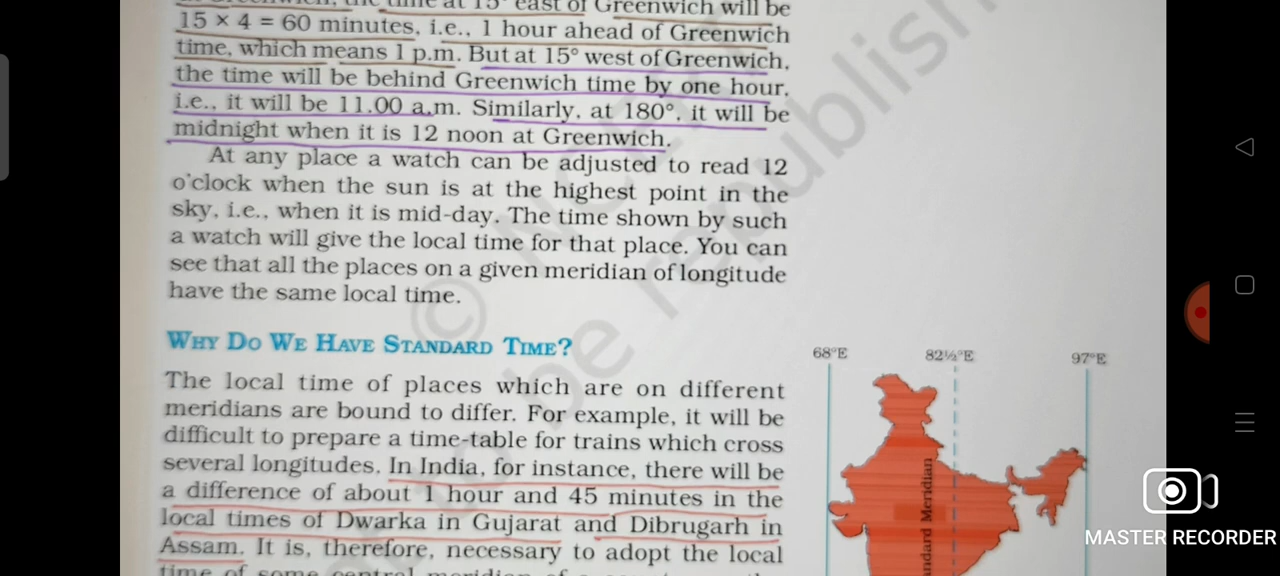 15 × 4 = 60 minutes, i.e., 1 hour ahead of Greenwich
time, which means 1 p.m. But at 15° west of Greenwich,
the time will be behind Greenwich time by one hour,
i.e., it will be 11.00 a.m. Similarly, at 180°, it will be
midnight when it is 12 noon at Greenwich.
At any place a watch can be adjusted to read 12
o'clock when the sun is at the highest point in the
sky, i.e., when it is mid-day. The time shown by such
a watch will give the local time for that place. You can
see that all the places on a given meridian of longitude
have the same local time.
WHY DO WE HAVE STANDARD TIME?
The local time of places which are on different
meridians are bound to differ. For example, it will be
difficult to prepare a time-table for trains which cross
several longitudes. In India, for instance, there will be
a difference of about 1 hour and 45 minutes in the
local times of Dwarka in Gujarat and Dibrugarh in
Assam. It is, therefore, necessary to adopt the local
68°E 82½°E 97°E
Meridian
© 
be republish
MASTER RECORDER